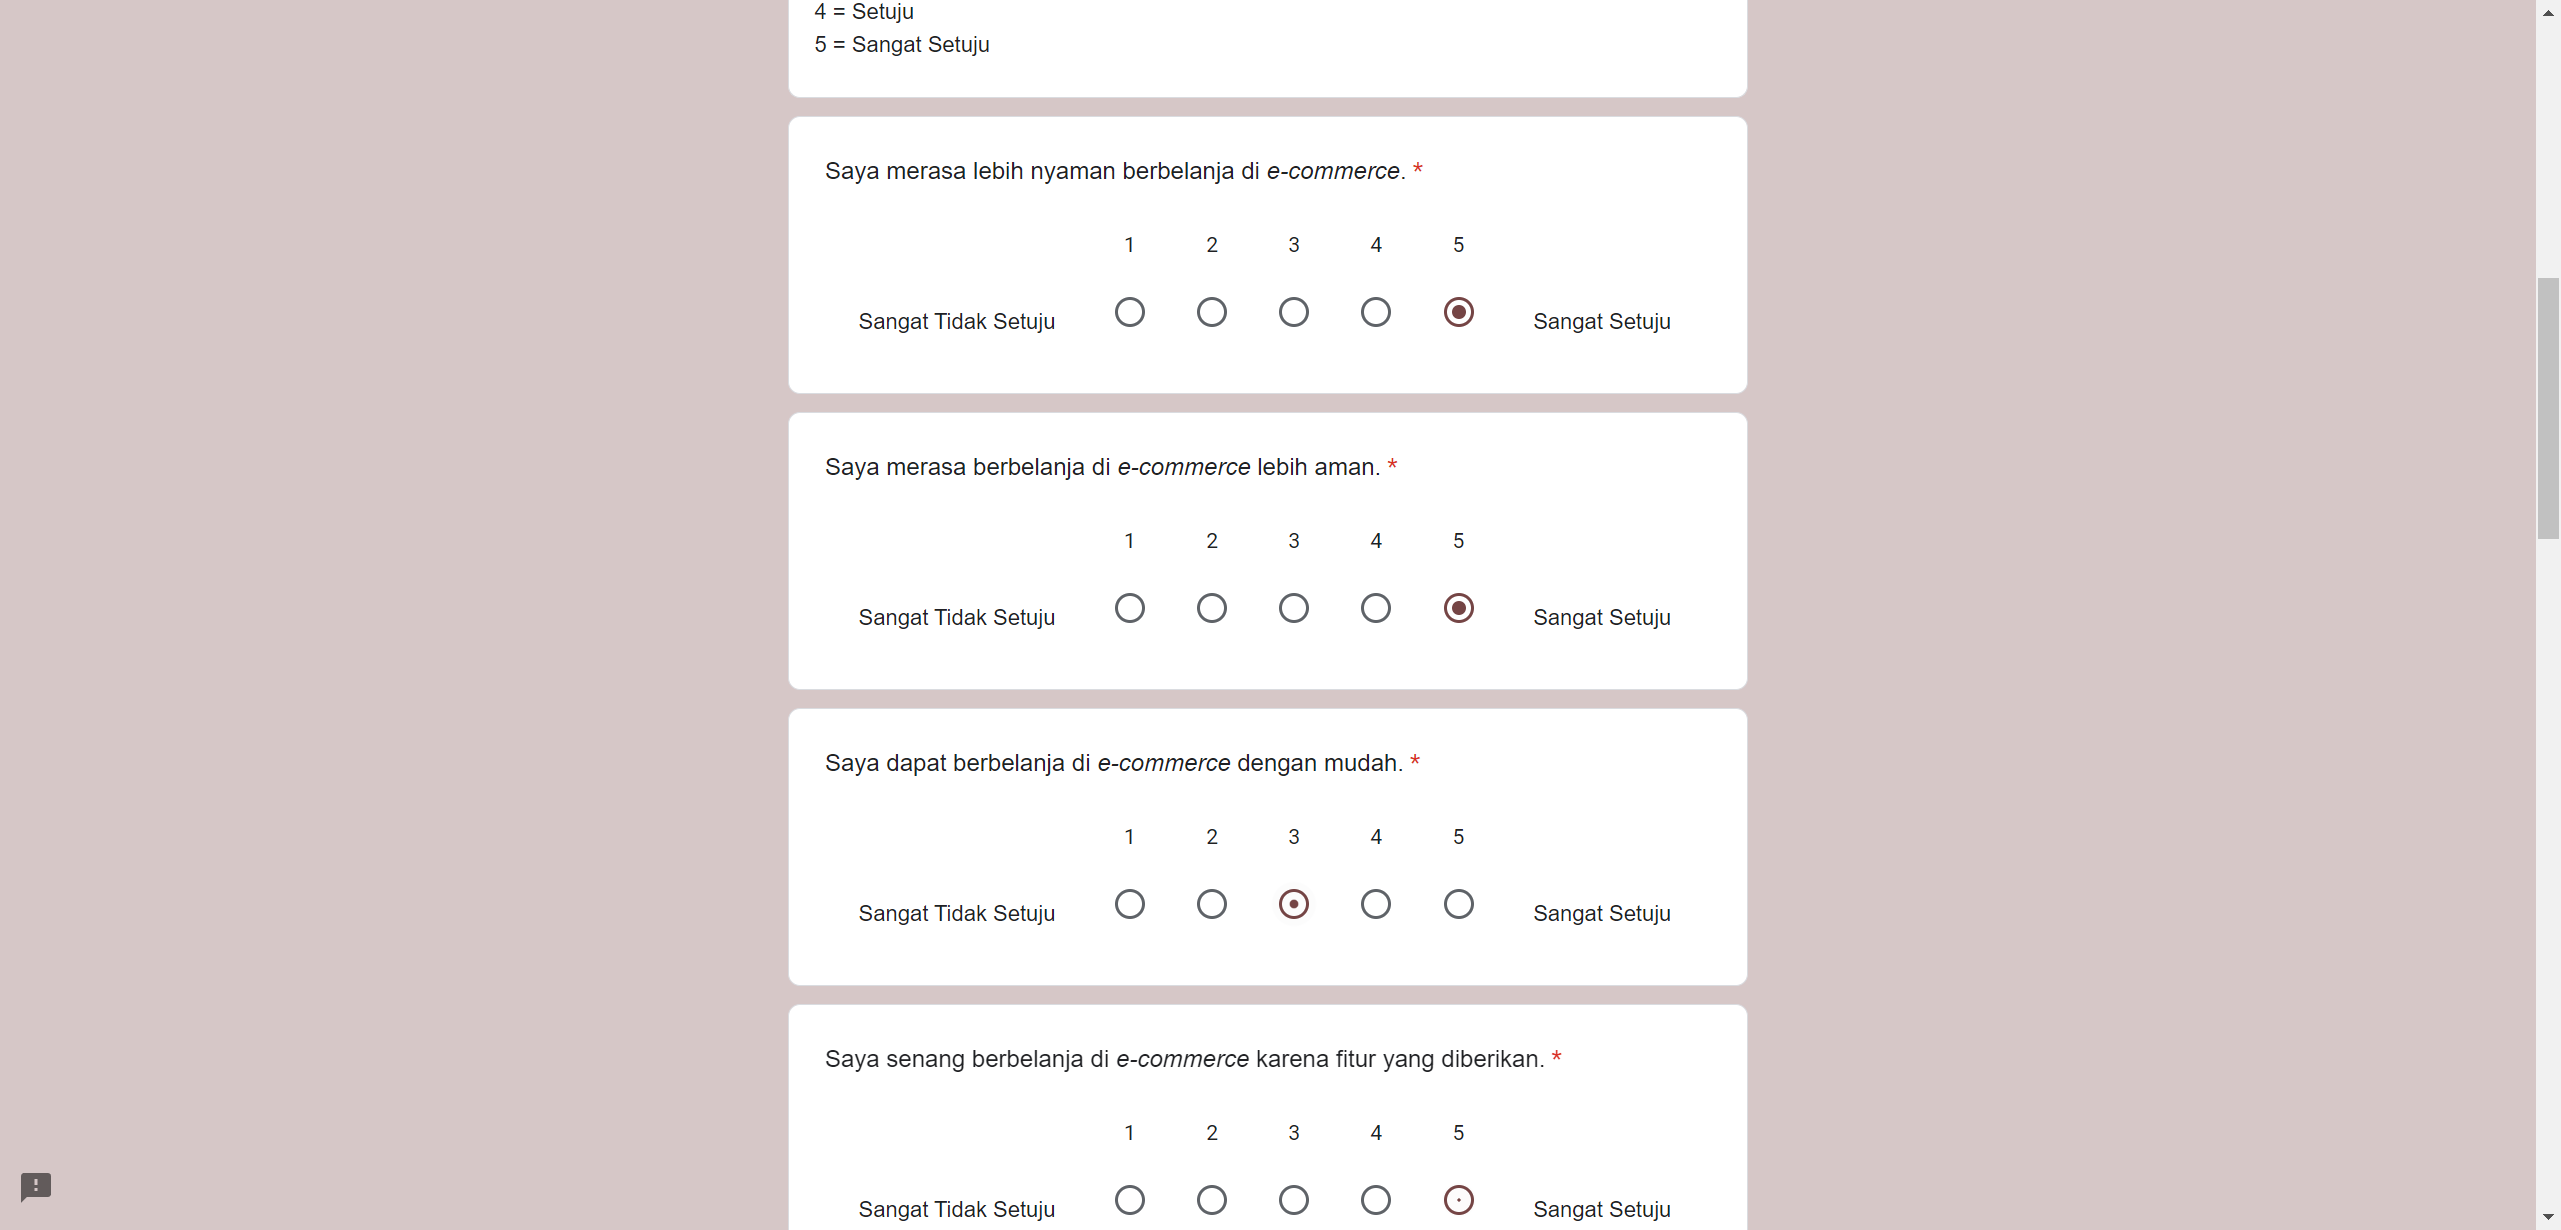 4 = Setuju
5 = Sangat Setuju
Saya merasa lebih nyaman berbelanja di e-commerce. *
1 2 3 4 5
Sangat Tidak Setuju Sangat Setuju
Saya merasa berbelanja di e-commerce lebih aman. *
1 2 3 4 5
Sangat Tidak Setuju Sangat Setuju
Saya dapat berbelanja di e-commerce dengan mudah. *
1 2 3 4 5
Sangat Tidak Setuju Sangat Setuju
Saya senang berbelanja di e-commerce karena fitur yang diberikan. *
1 2 3 4 5
Sangat Tidak Setuju Sangat Setuju